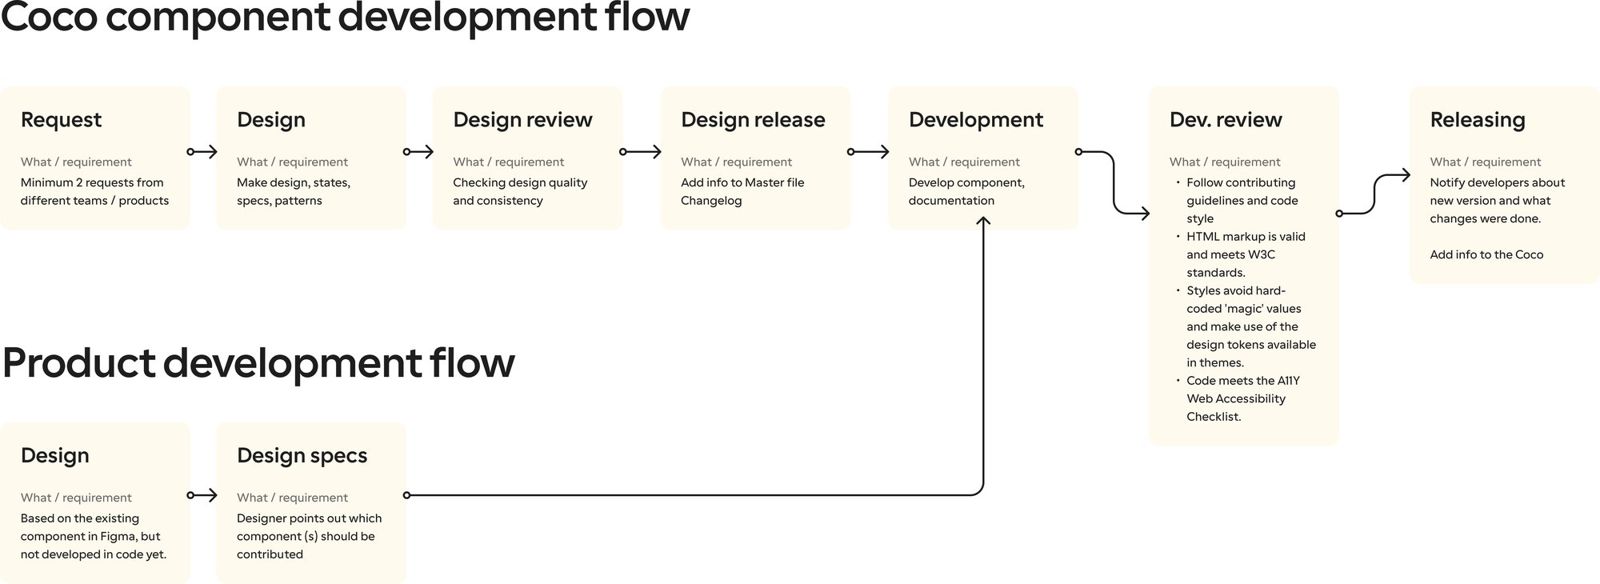 Coco component development flow
Request
What / requirement
Minimum 2 requests from
different teams / products
Design
What / requirement
Make design, states,
specs, patterns
Design review
What / requirement
Checking design quality
and consistency
Design release
What / requirement
Add info to Master file
Changelog
Development
What / requirement
Develop component,
documentation
Dev. review
What / requirement
• Follow contributing
guidelines and code
style
• HTML markup is valid
and meets W3C
standards.
• Styles avoid hard-
coded 'magic' values
and make use of the
design tokens available
in themes.
• Code meets the A11Y
Web Accessibility
Checklist.
Releasing
What / requirement
Notify developers about
new version and what
changes were done.
Add info to the Coco
Product development flow
Design
What / requirement
Based on the existing
component in Figma, but
not developed in code yet.
Design specs
What / requirement
Designer points out which
component (s) should be
contributed